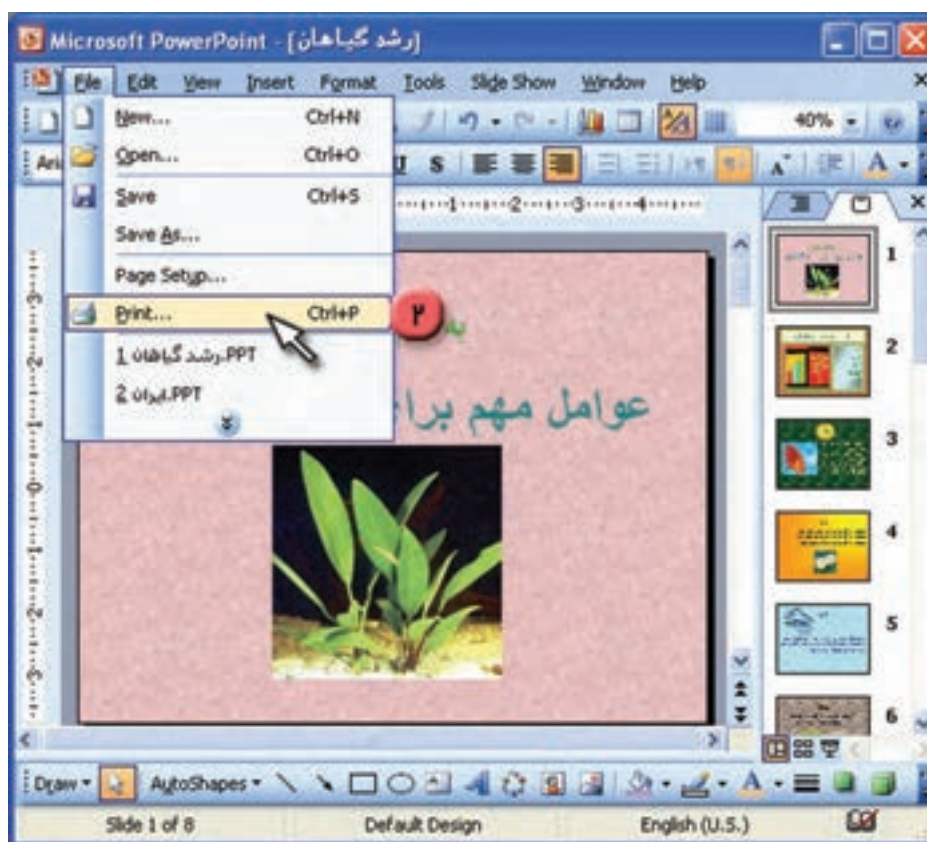 Microsoft PowerPoint - [رشد گیاهان]
File Edit View Insert Format Tools Slide Show Window Help
40%
New... Ctrl+N
Open... Ctrl+O
Save Ctrl+S
Save As...
Page Setup...
Print... Ctrl+P
1 رشد گیاهان.PPT
2 ایران.PPT
۲
به
عوامل مهم برای
1
2
3
4
5
6
Draw AutoShapes
Slide 1 of 8 Default Design English (U.S.)